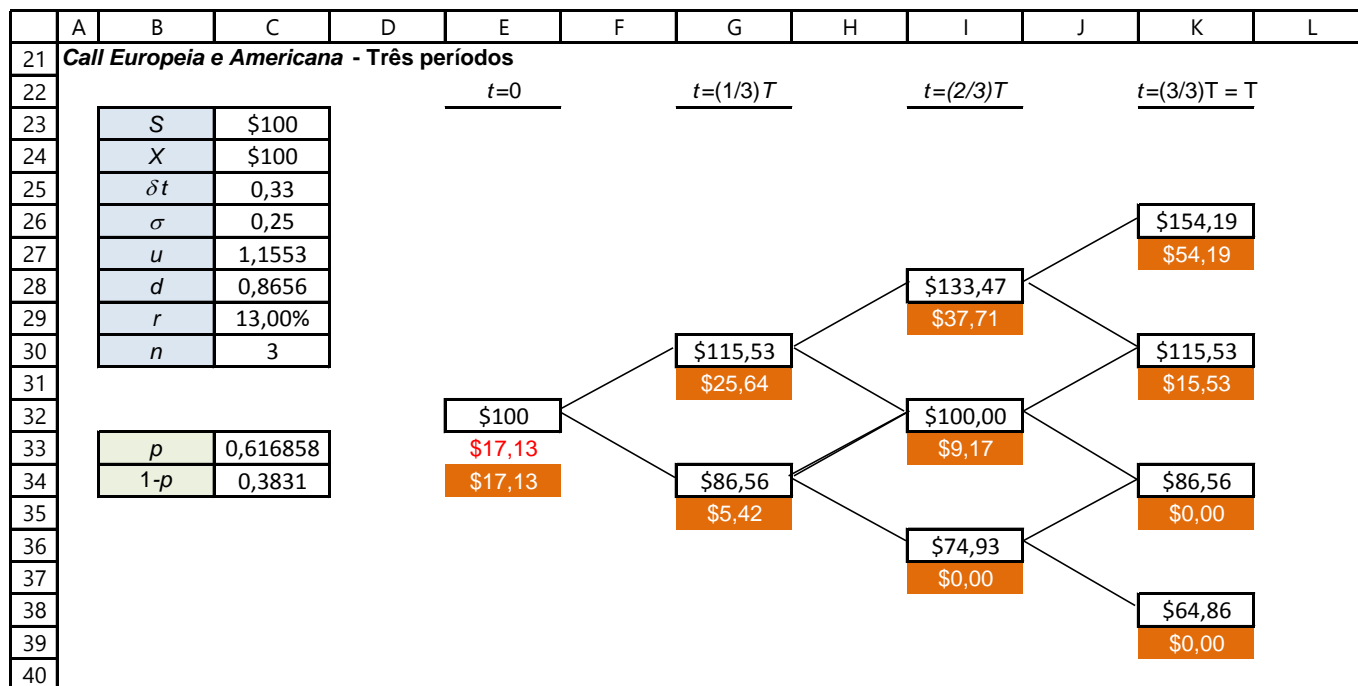 A B C D E F G H I J K L
21 Call Europeia e Americana - Três períodos
22 t=0 t=(1/3)T t=(2/3)T t=(3/3)T = T
23 S $100
24 X $100
25 δt 0,33
26 σ 0,25 $154,19
27 u 1,1553 $54,19
28 d 0,8656 $133,47
29 r 13,00% $37,71
30 n 3 $115,53 $115,53
31 $25,64 $15,53
32 $100 $100,00
33 p 0,616858 $17,13 $9,17
34 1-p 0,3831 $17,13 $86,56 $86,56
35 $5,42 $0,00
36 $74,93
37 $0,00
38 $64,86
39 $0,00
40